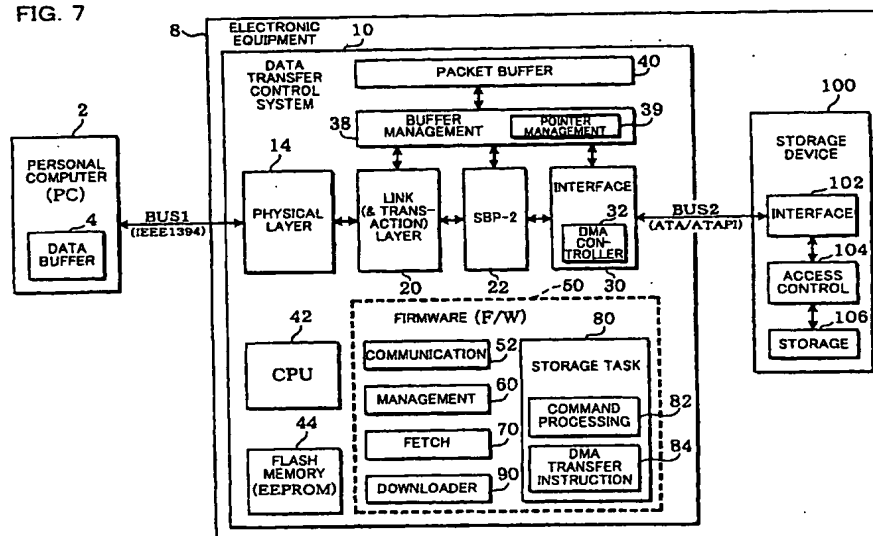 FIG. 7
8
ELECTRONIC
EQUIPMENT
10
DATA
TRANSFER
CONTROL
SYSTEM
PACKET BUFFER
40
38
BUFFER
MANAGEMENT
POINTER
MANAGEMENT
39
2
PERSONAL
COMPUTER
(PC)
4
DATA
BUFFER
BUS1
(IEEE1394)
14
PHYSICAL
LAYER
LINK
(& TRANS-
ACTION)
LAYER
20
SBP-2
22
INTERFACE
32
DMA CON-
TROLLER
30
BUS2
(ATA/ATAPI)
100
STORAGE
DEVICE
102
INTERFACE
104
ACCESS
CONTROL
106
STORAGE
42
CPU
44
FLASH
MEMORY
(EEPROM)
50
FIRMWARE (F/W)
COMMUNICATION
52
MANAGEMENT
60
FETCH
70
DOWNLOADER
90
80
STORAGE TASK
COMMAND
PROCESSING
82
DMA
TRANSFER
INSTRUCTION
84